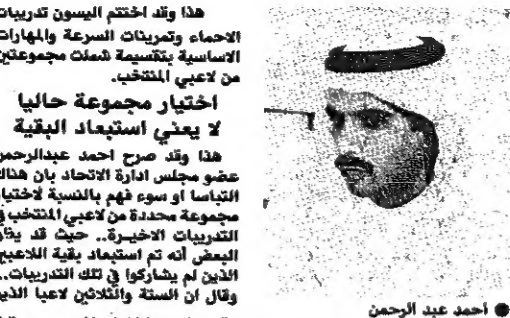 هذا وقد اختتم اليسون تدريبات
الاحماء وتمرينات السرعة والمهارات
الاساسية بتقسيمة شملت مجموعتين
من لاعبي المنتخب.
اختيار مجموعة حاليا
لا يعني استبعاد البقية
هذا وقد صرح احمد عبدالرحمن
عضو مجلس ادارة الاتحاد بان هناك
التباسا او سوء فهم بالنسبة لاختيار
مجموعة محددة من لاعبي المنتخب في
التدريبات الاخيرة.. حيث قد يظن
البعض أنه تم استبعاد بقية اللاعبين
الذين لم يشاركوا في تلك التدريبات..
وقال ان الستة والثلاثين لاعبا الذين
● احمد عبد الرحمن